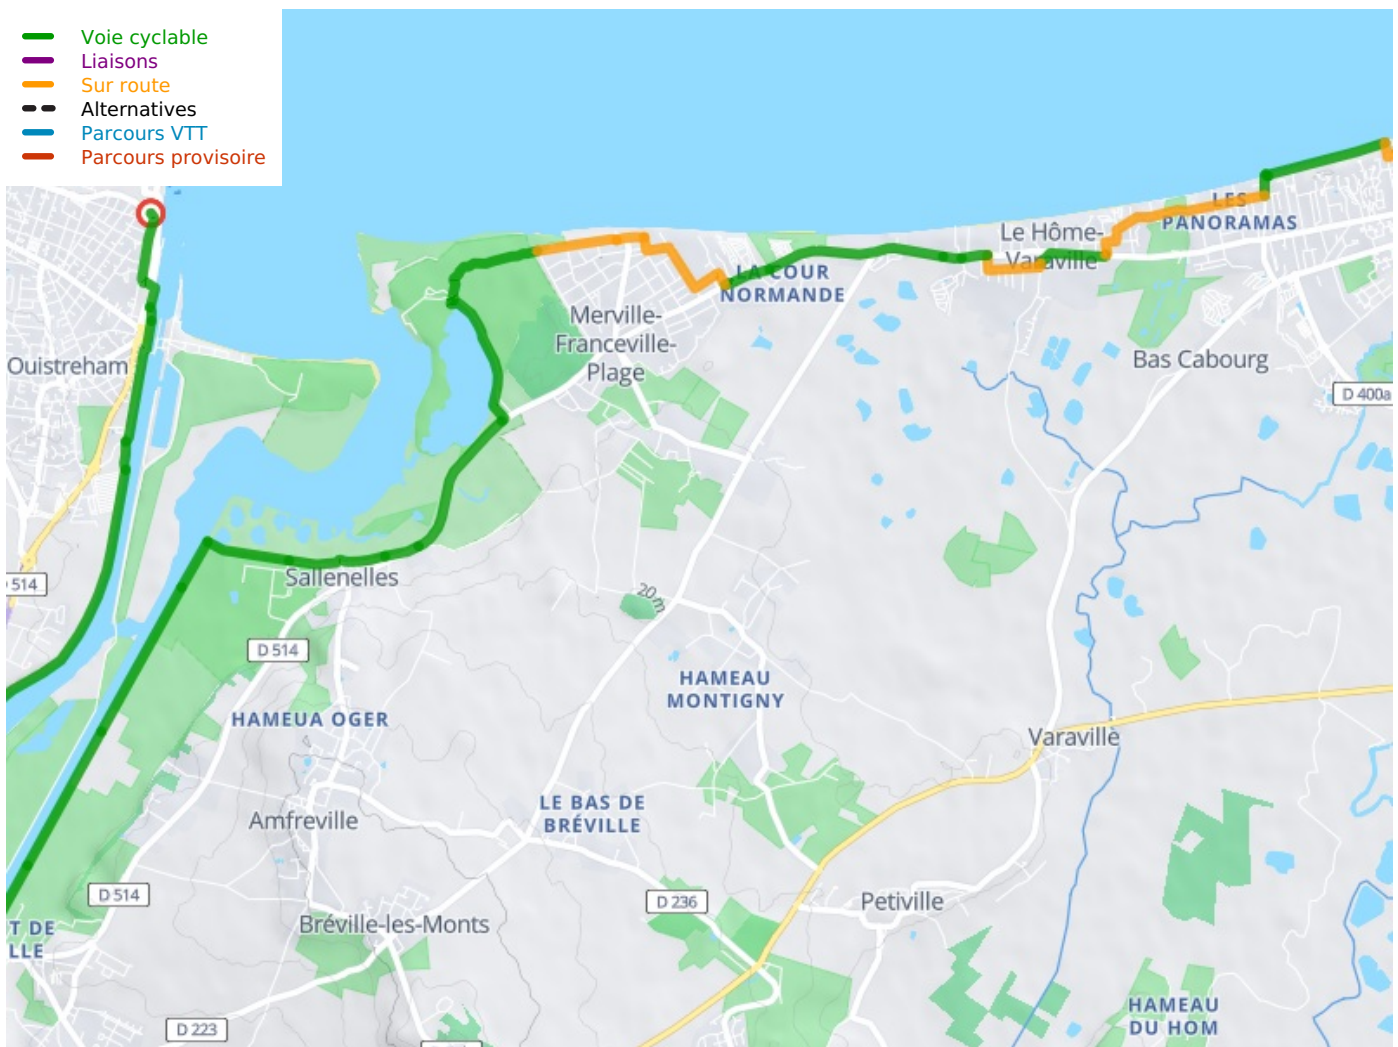 Voie cyclable
Liaisons
Sur route
Alternatives
Parcours VTT
Parcours provisoire
LES
PANORAMAS
Le Hôme-
Varaville
LA COUR
NORMANDE
Merville-
Franceville-
Plage
Ouistreham
Bas Cabourg
D 400a
514
Sallenelles
20 m
D 514
HAMEAU
MONTIGNY
HAMEUA OGER
Varaville
LE BAS DE
BRÉVILLE
Amfreville
D 514
D 236
Petiville
Bréville-les-Monts
T DE
LLE
HAMEAU
DU HOM
D 223